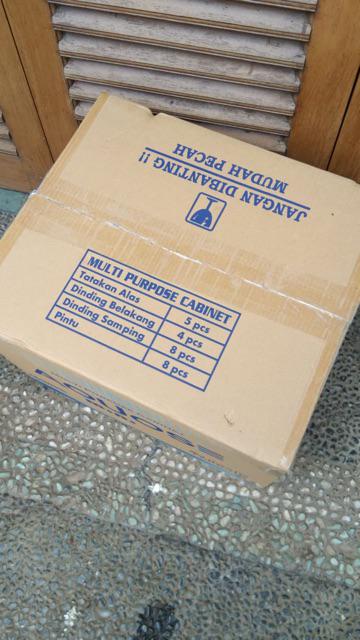 JANGAN DIBANTING !!
MUDAH PECAH
MULTI PURPOSE CABINET
Tatakan Alas 5 pcs
Dinding Belakang 4 pcs
Dinding Samping 8 pcs
Pintu 8 pcs